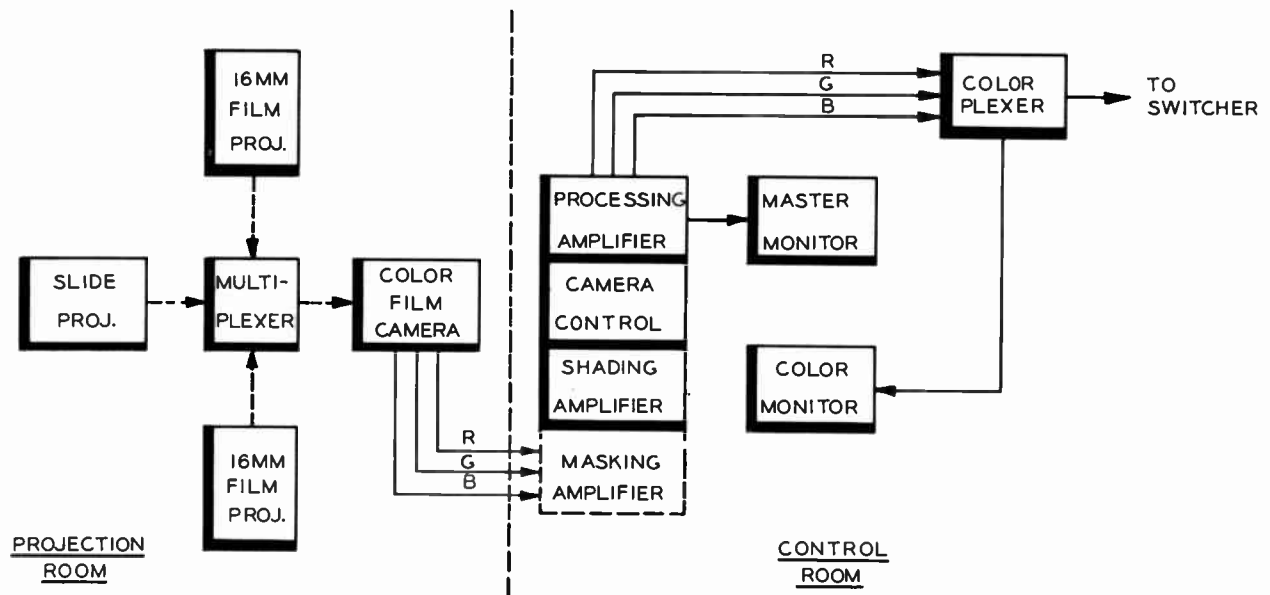 16MM
FILM
PROJ.
SLIDE
PROJ.
MULTI-
PLEXER
COLOR
FILM
CAMERA
16MM
FILM
PROJ.
PROJECTION
ROOM
R
G
B
MASKING
AMPLIFIER
SHADING
AMPLIFIER
CAMERA
CONTROL
PROCESSING
AMPLIFIER
R
G
B
COLOR
PLEXER
TO
SWITCHER
MASTER
MONITOR
COLOR
MONITOR
CONTROL
ROOM